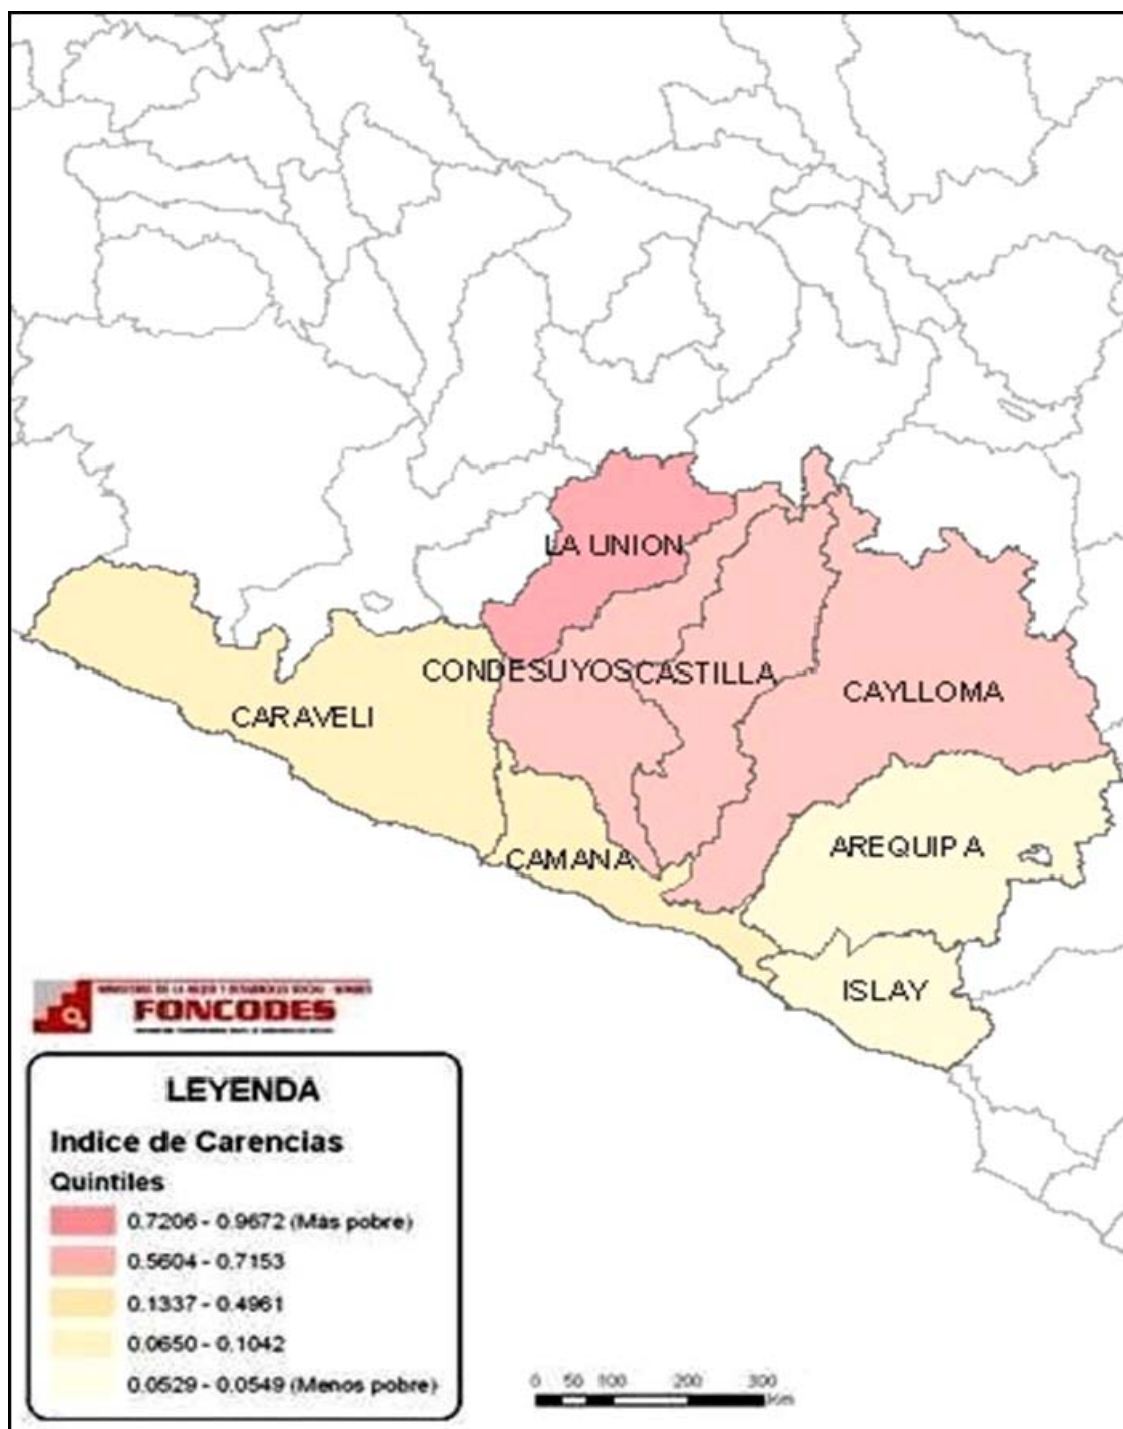 LA UNION
CONDESUYOS
CASTILLA
CAYLLOMA
CARAVELI
AREQUIPA
CAMANA
ISLAY
FONCODES
LEYENDA
Indice de Carencias
Quintiles
0.7206 - 0.9672 (Más pobre)
0.5604 - 0.7153
0.1337 - 0.4961
0.0650 - 0.1042
0.0529 - 0.0549 (Menos pobre)
0 50 100 200 300
Km